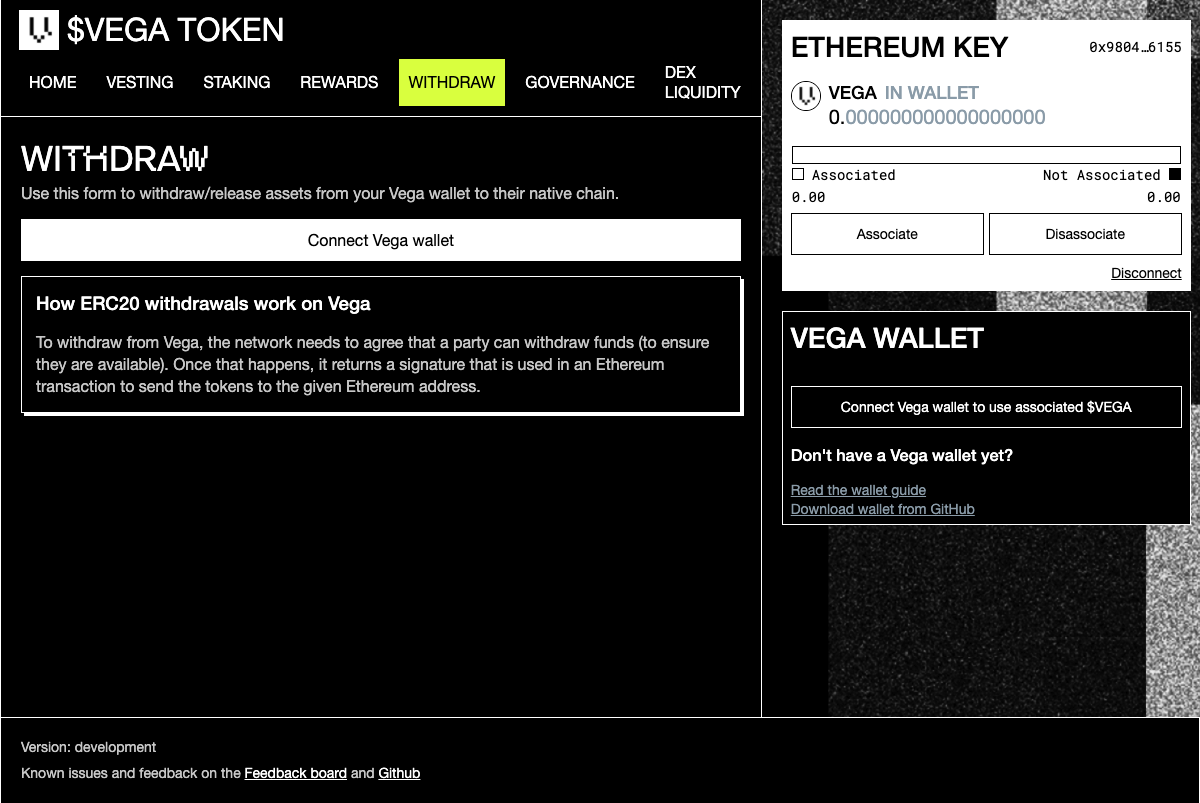 $VEGA TOKEN
HOME VESTING STAKING REWARDS WITHDRAW GOVERNANCE DEX LIQUIDITY
WITHDRAW
Use this form to withdraw/release assets from your Vega wallet to their native chain.
Connect Vega wallet
How ERC20 withdrawals work on Vega
To withdraw from Vega, the network needs to agree that a party can withdraw funds (to ensure
they are available). Once that happens, it returns a signature that is used in an Ethereum
transaction to send the tokens to the given Ethereum address.
ETHEREUM KEY 0x9804…6155
VEGA IN WALLET
0.000000000000000000
Associated Not Associated
0.00 0.00
Associate Disassociate
Disconnect
VEGA WALLET
Connect Vega wallet to use associated $VEGA
Don't have a Vega wallet yet?
Read the wallet guide
Download wallet from GitHub
Version: development
Known issues and feedback on the Feedback board and Github